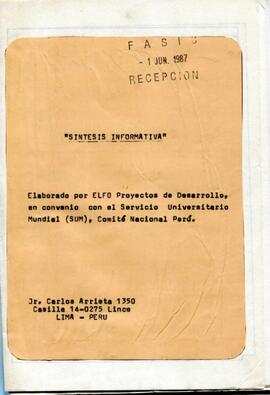 F A S I C
- 1 JUN. 1987
RECEPCION
"SINTESIS INFORMATIVA"
Elaborado por ELFO Proyectos de Desarrollo,
en convenio con el Servicio Universitario
Mundial (SUM), Comité Nacional Perú.
Jr. Carlos Arrieta 1350
Casilla 14-0275 Lince
LIMA - PERU